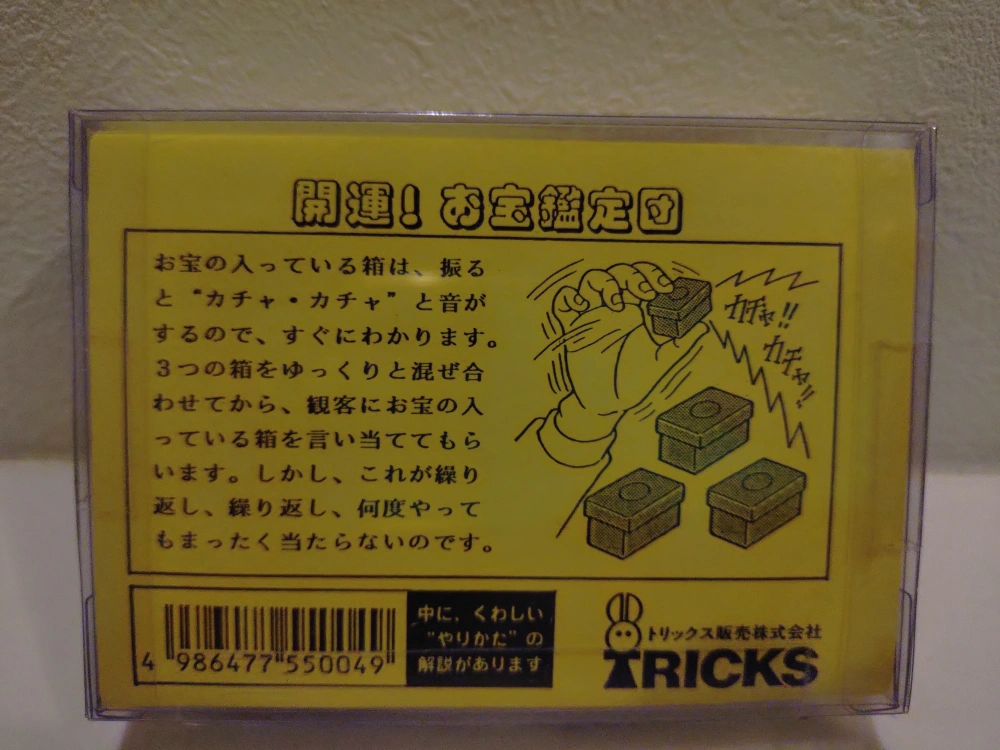 開運!お宝鑑定団
お宝の入っている箱は、振る
と“カチャ・カチャ”と音が
するので、すぐにわかります。
3つの箱をゆっくりと混ぜ合
わせてから、観客にお宝の入
っている箱を言い当ててもら
います。しかし、これが繰り
返し、繰り返し、何度やって
もまったく当たらないのです。
カチャ!!
カチャ!!
4 986477 550049
中に、くわしい
“やりかた”の
解説があります
トリックス販売株式会社
TRICKS